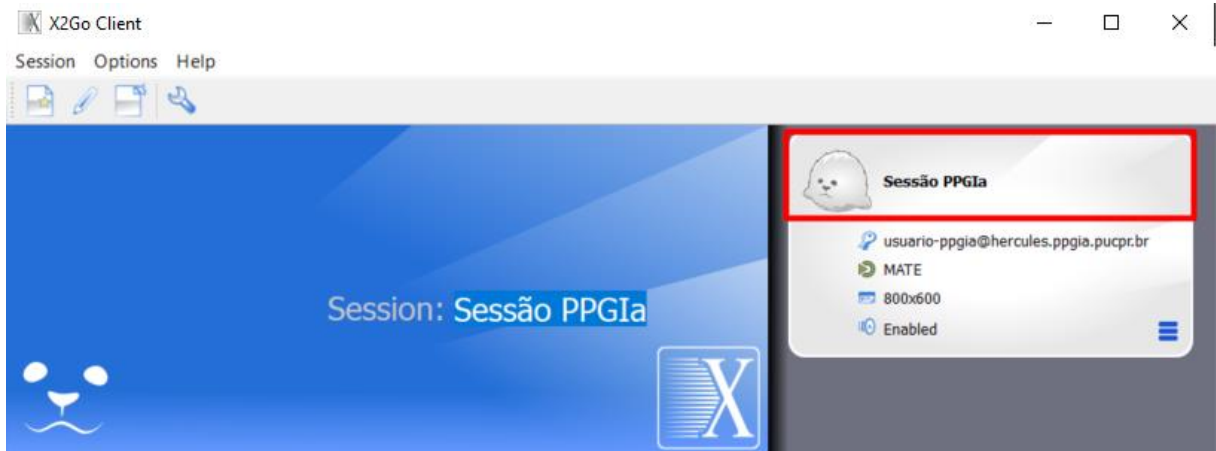 X2Go Client
Session Options Help
Session: Sessão PPGIa
Sessão PPGIa
usuario-ppgia@hercules.ppgia.pucpr.br
MATE
800x600
Enabled
X